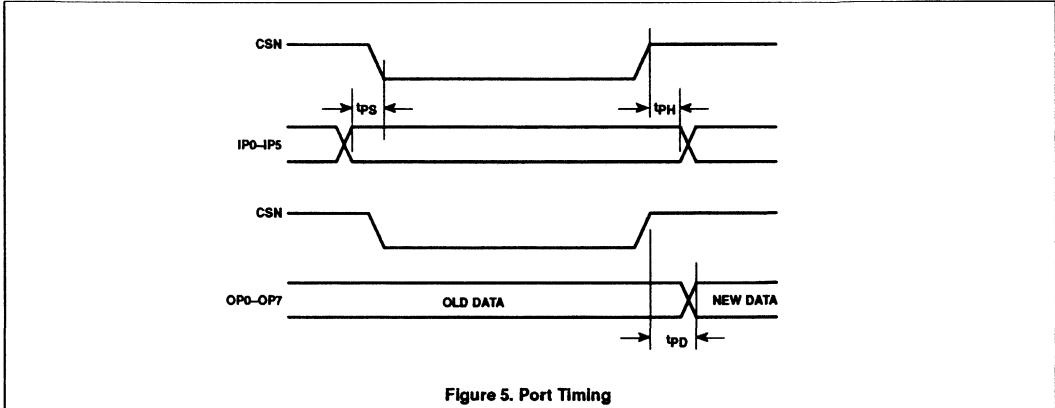 CSN
tPS
tPH
IP0–IP5
CSN
OP0–OP7
OLD DATA
NEW DATA
tPD
Figure 5. Port Timing